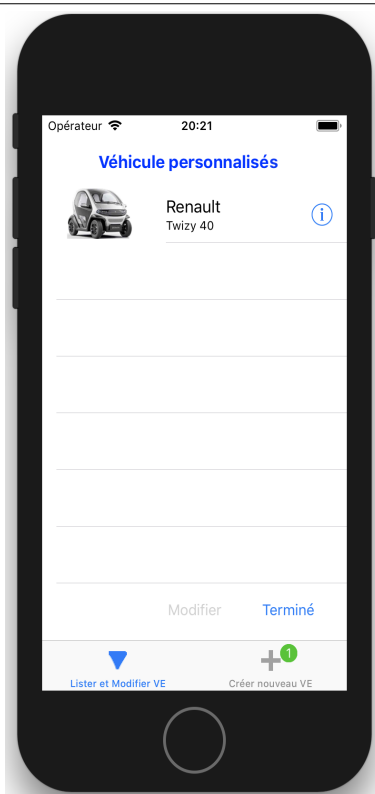 Opérateur 20:21
Véhicule personnalisés
Renault
Twizy 40
Modifier Terminé
1
Lister et Modifier VE Créer nouveau VE